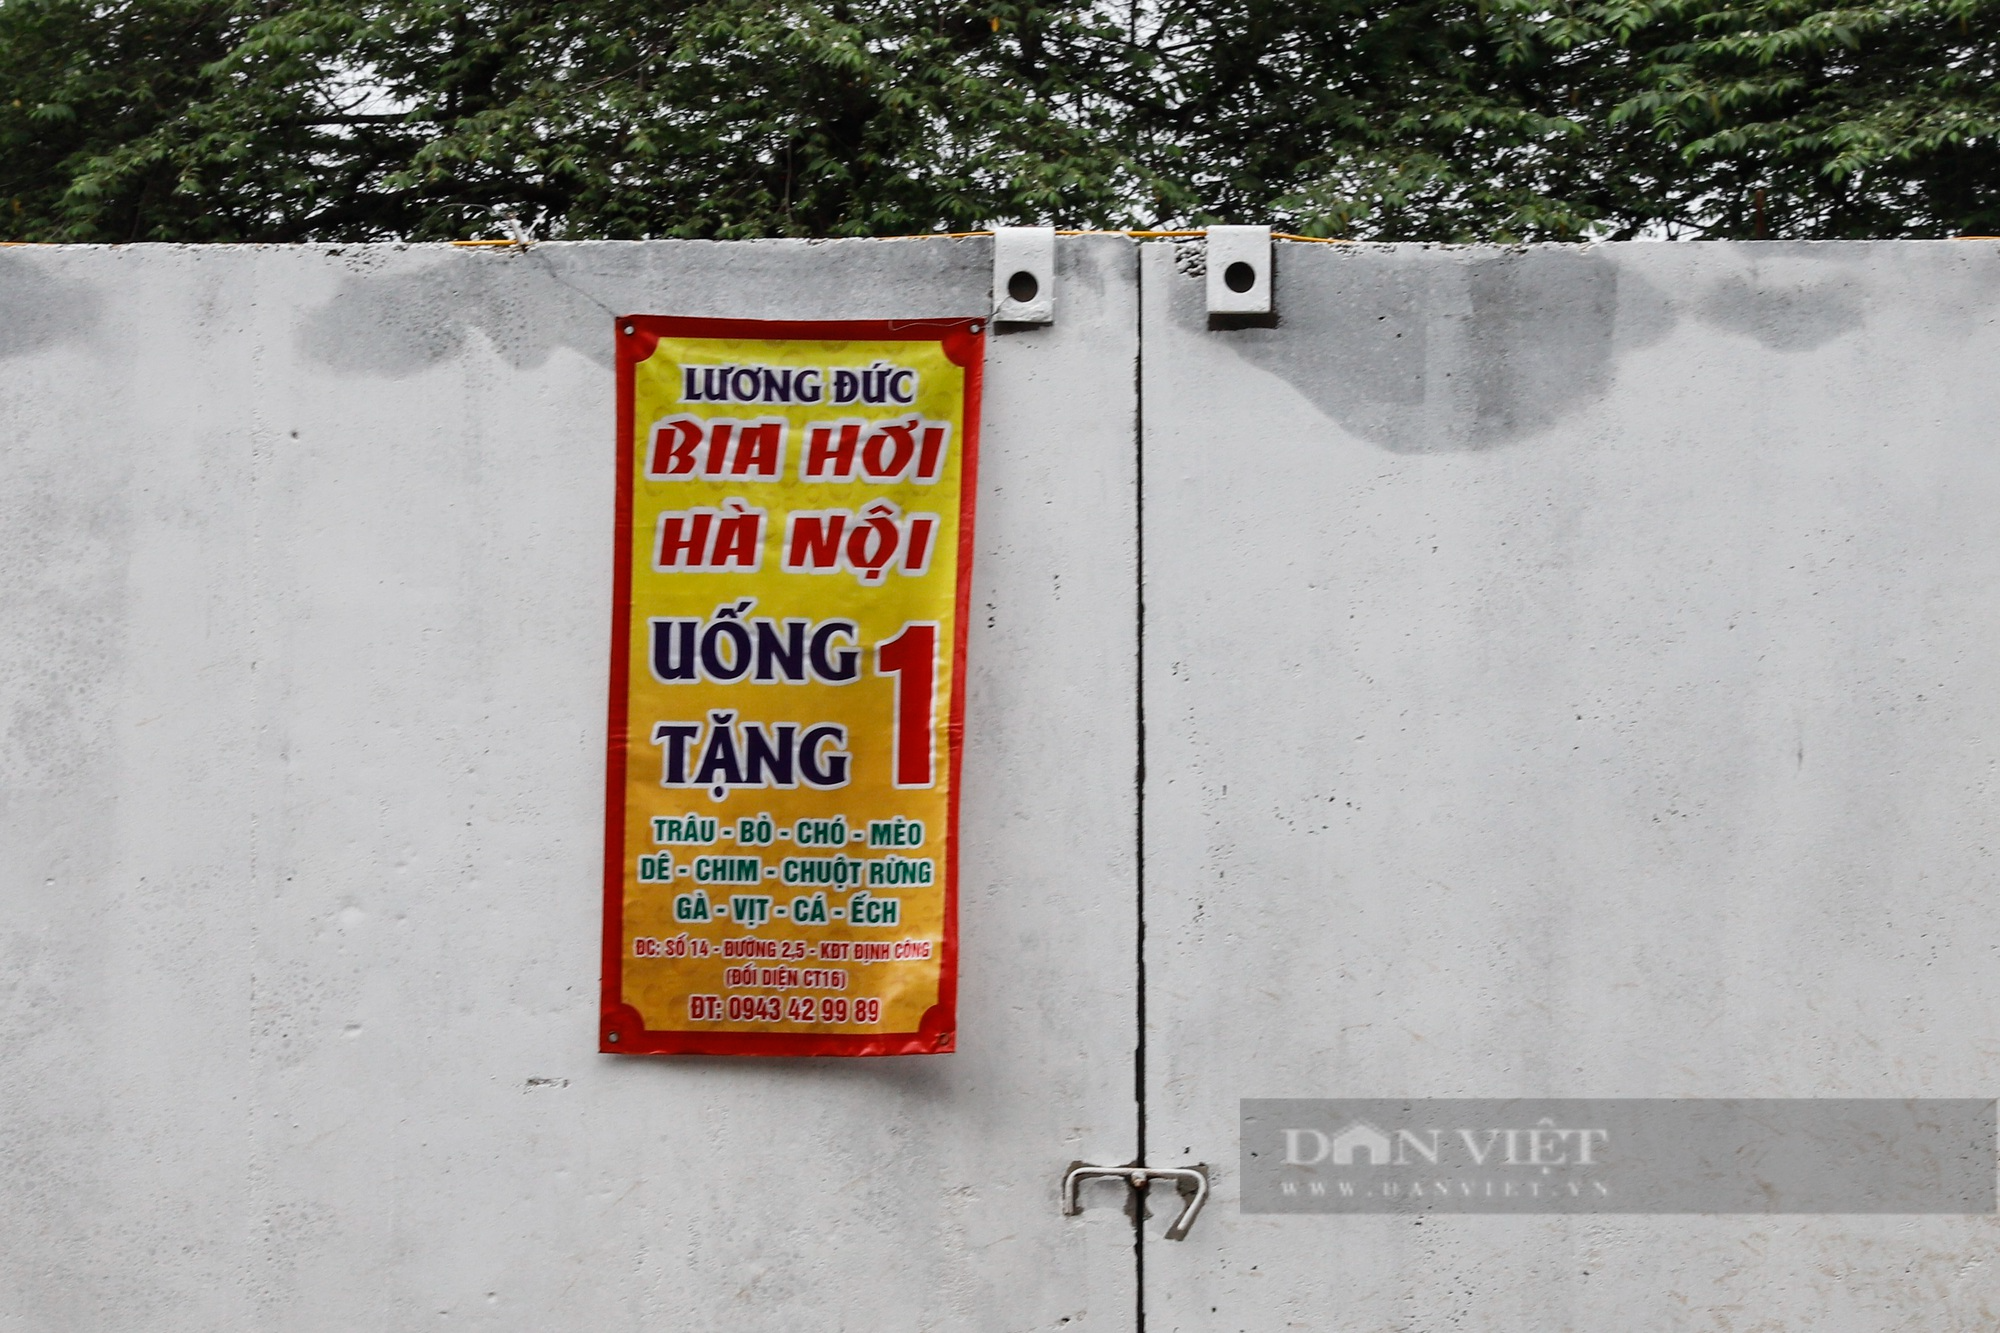 LƯƠNG ĐỨC
BIA HƠI
HÀ NỘI
UỐNG 1
TẶNG
TRÂU - BÒ - CHÓ - MÈO
DÊ - CHIM - CHUỘT RỪNG
GÀ - VỊT - CÁ - ẾCH
ĐC: SỐ 14 - ĐƯỜNG 2,5 - KĐT ĐỊNH CÔNG
(ĐỐI DIỆN CT16)
ĐT: 0943 42 99 89
DÂN VIỆT
WWW.DANVIET.VN